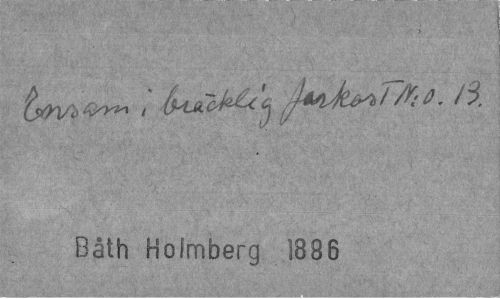 Ensam i bräcklig farkost N:o. 13.
Båth Holmberg 1886